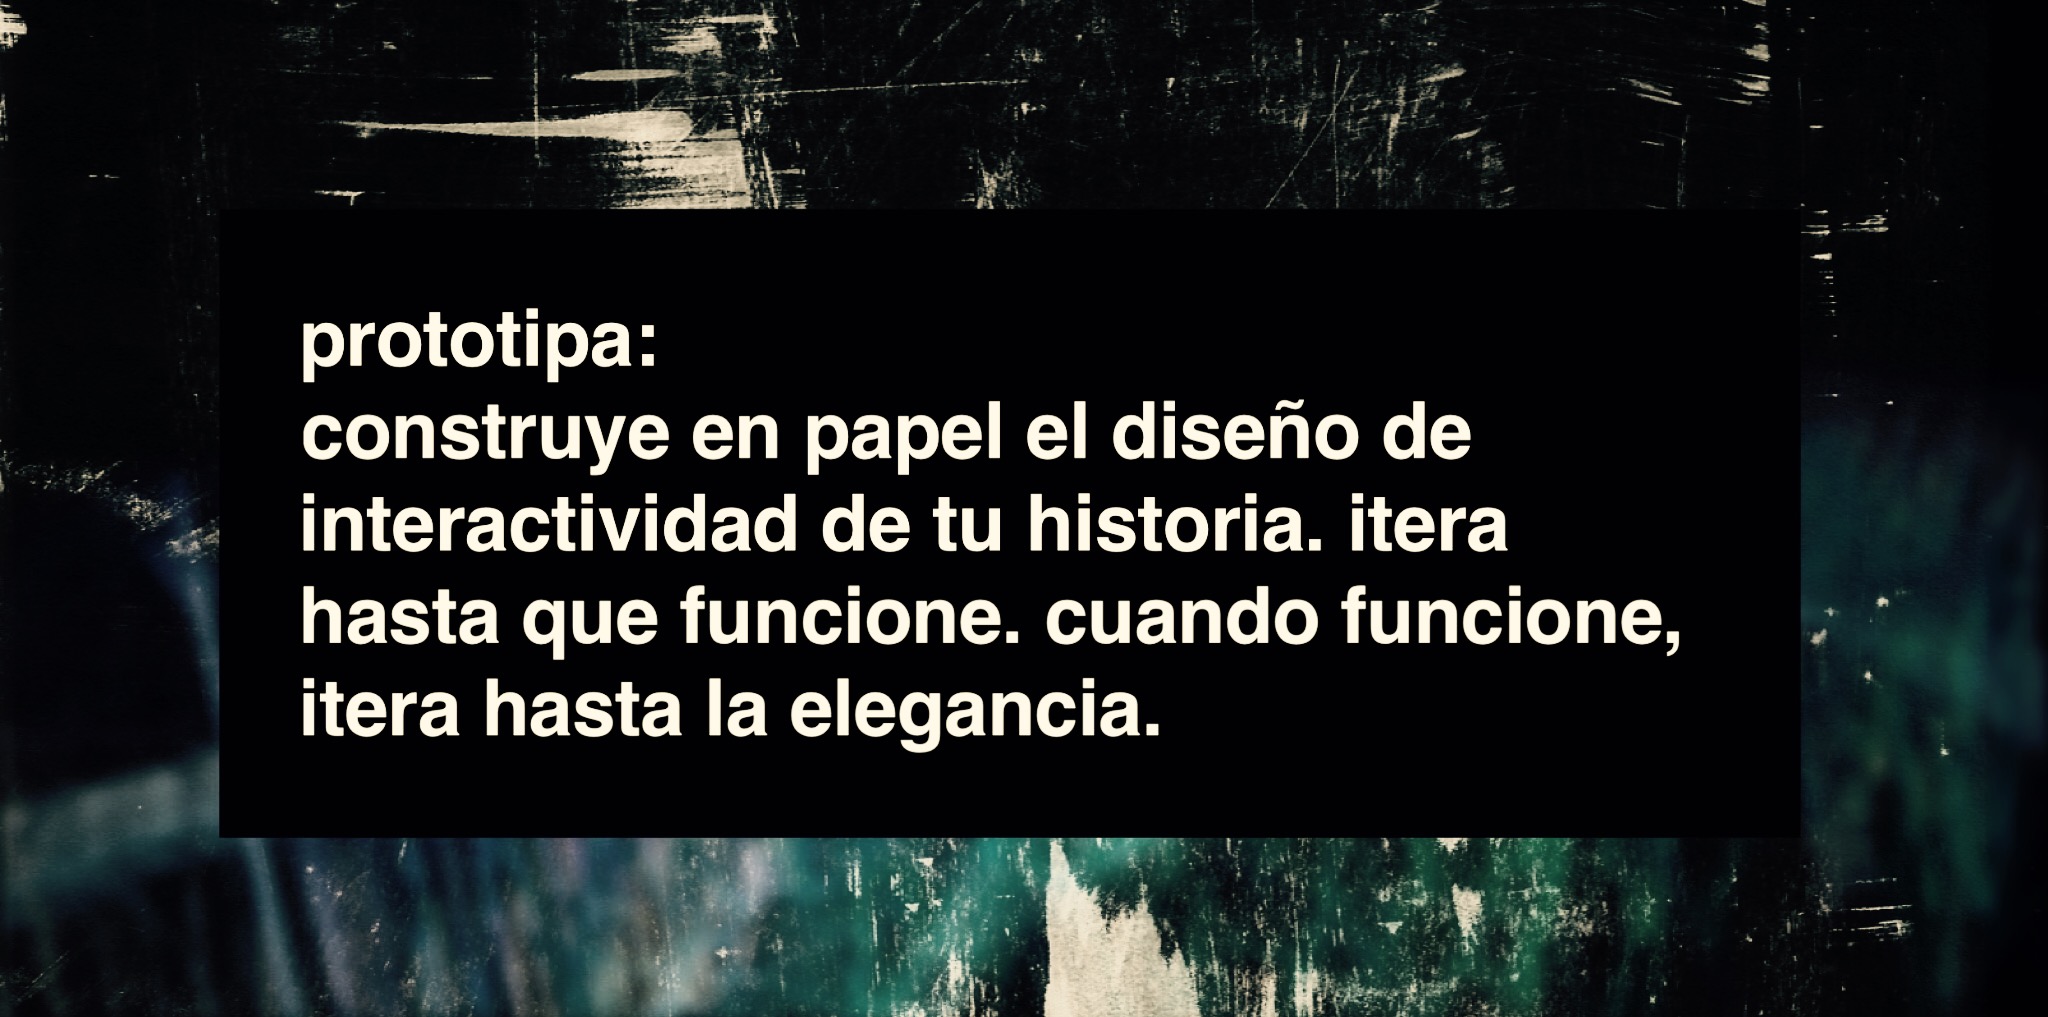 prototipa:
construye en papel el diseño de
interactividad de tu historia. itera
hasta que funcione. cuando funcione,
itera hasta la elegancia.